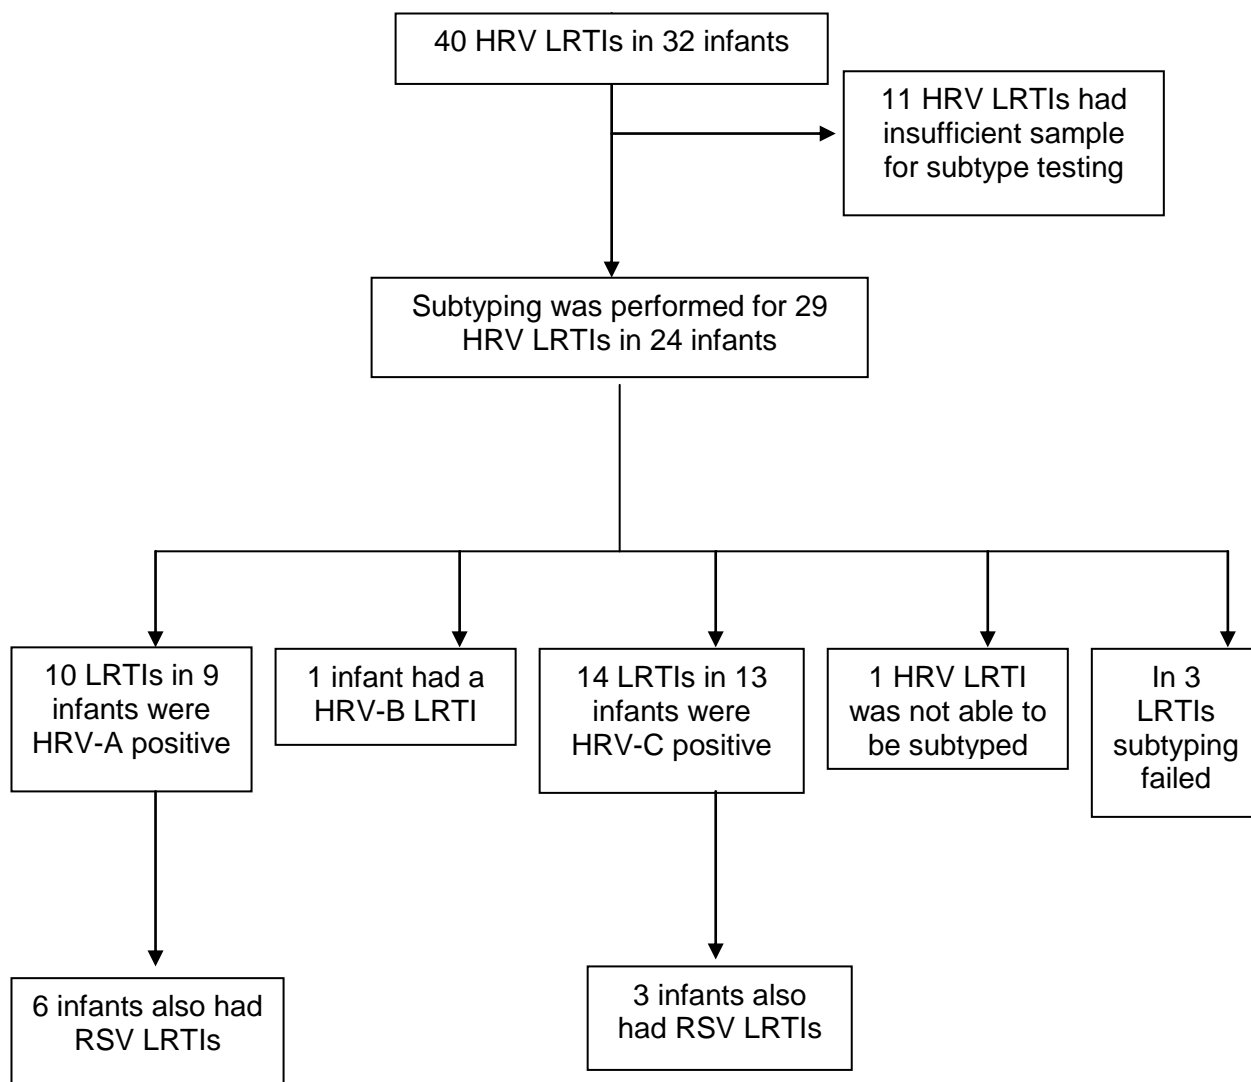 40 HRV LRTIs in 32 infants
11 HRV LRTIs had
insufficient sample
for subtype testing
Subtyping was performed for 29
HRV LRTIs in 24 infants
10 LRTIs in 9
infants were
HRV-A positive
1 infant had a
HRV-B LRTI
14 LRTIs in 13
infants were
HRV-C positive
1 HRV LRTI
was not able to
be subtyped
In 3
LRTIs
subtyping
failed
6 infants also had
RSV LRTIs
3 infants also
had RSV LRTIs